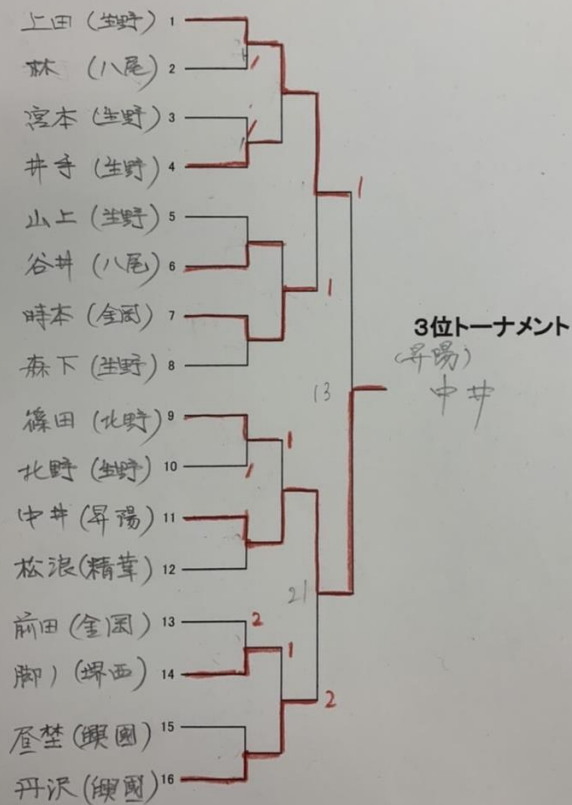 上田 (生野) 1
林 (八尾) 2
1
宮本 (生野) 3
1
井手 (生野) 4
1
山上 (生野) 5
谷井 (八尾) 6
1
時本 (金岡) 7
3位トーナメント
(昇陽)
中井
森下 (生野) 8
13
篠田 (北野) 9
1
北野 (生野) 10
1
中井 (昇陽) 11
松浪 (精華) 12
21
前田 (金岡) 13
2
1
14
(堺西)
2
昼埜 (興國) 15
丹沢 (興國) 16